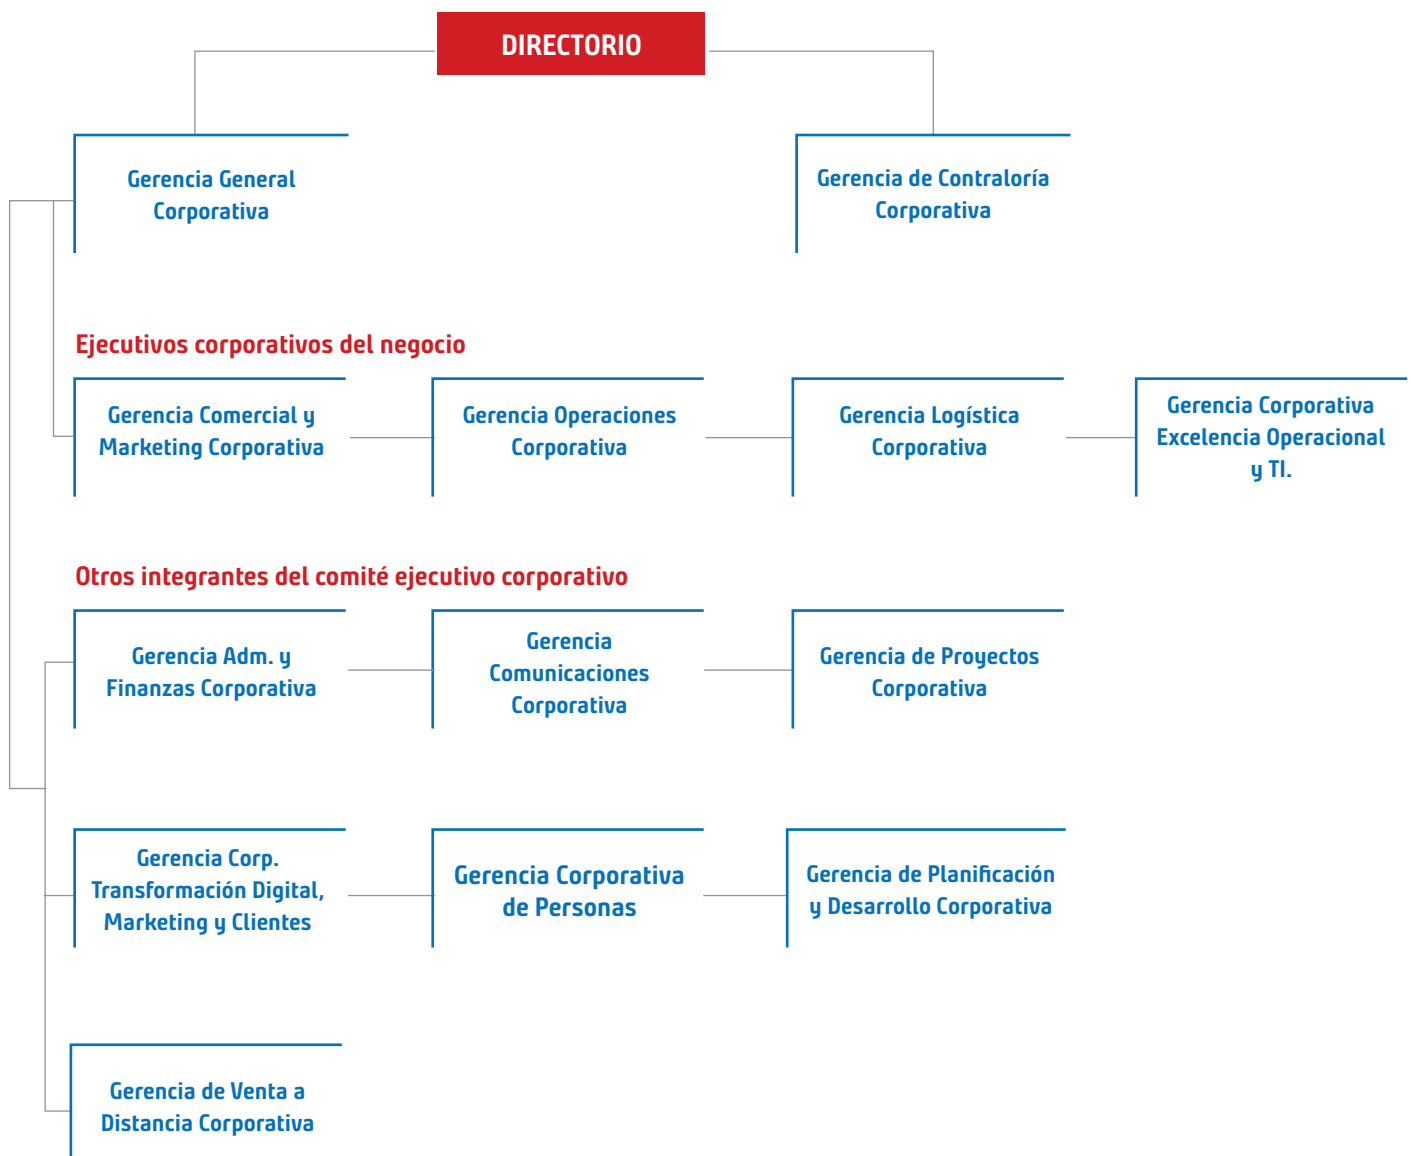 DIRECTORIO
Gerencia General
Corporativa
Gerencia de Contraloría
Corporativa
Ejecutivos corporativos del negocio
Gerencia Comercial y
Marketing Corporativa
Gerencia Operaciones
Corporativa
Gerencia Logística
Corporativa
Gerencia Corporativa
Excelencia Operacional
y TI.
Otros integrantes del comité ejecutivo corporativo
Gerencia Adm. y
Finanzas Corporativa
Gerencia
Comunicaciones
Corporativa
Gerencia de Proyectos
Corporativa
Gerencia Corp.
Transformación Digital,
Marketing y Clientes
Gerencia Corporativa
de Personas
Gerencia de Planificación
y Desarrollo Corporativa
Gerencia de Venta a
Distancia Corporativa